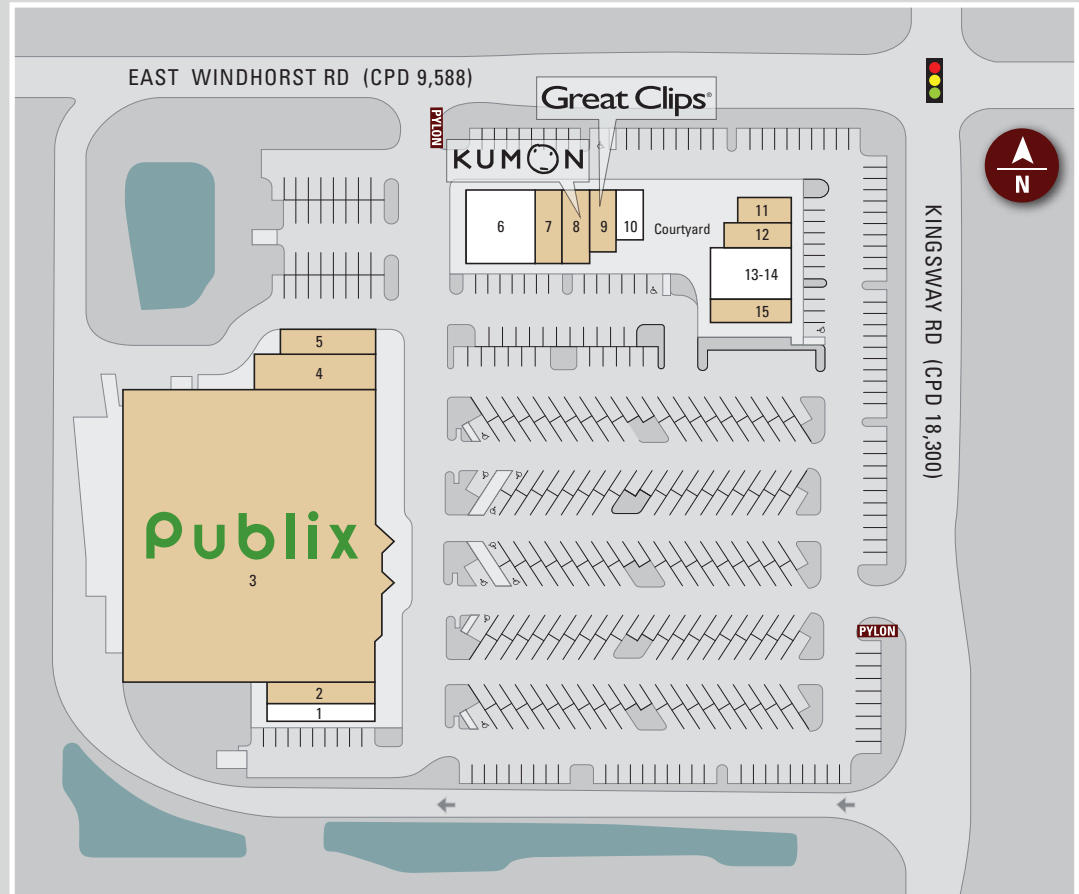 EAST WINDHORST RD (CPD 9,588)
PYLON
Great Clips®
KUMON
N
KINGSWAY RD (CPD 18,300)
6
7
8
9
10
Courtyard
11
12
13-14
15
5
4
Publix
3
PYLON
2
1